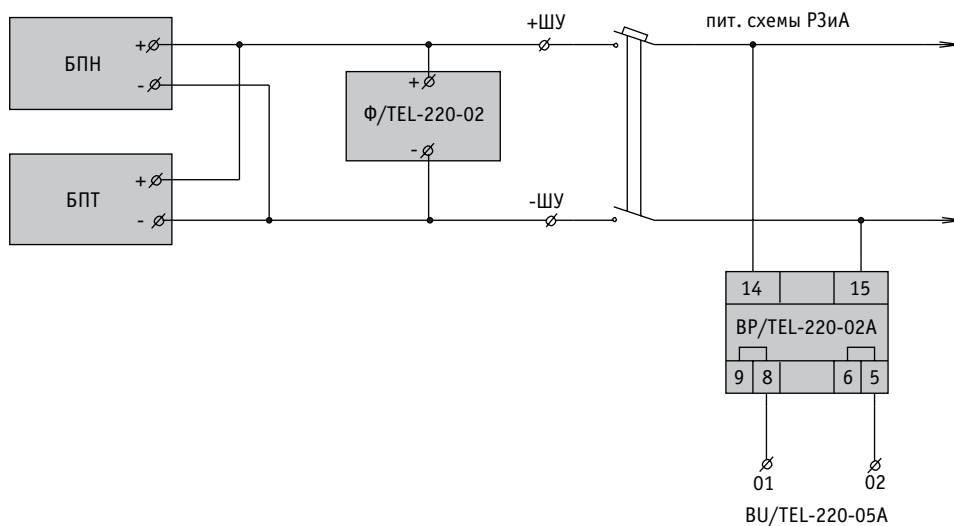 +ШУ
пит. схемы РЗиА
БПН
+
-
+
Ф/TEL-220-02
-
БПТ
+
-
-ШУ
14
15
BP/TEL-220-02A
9
8
6
5
01
02
BU/TEL-220-05A